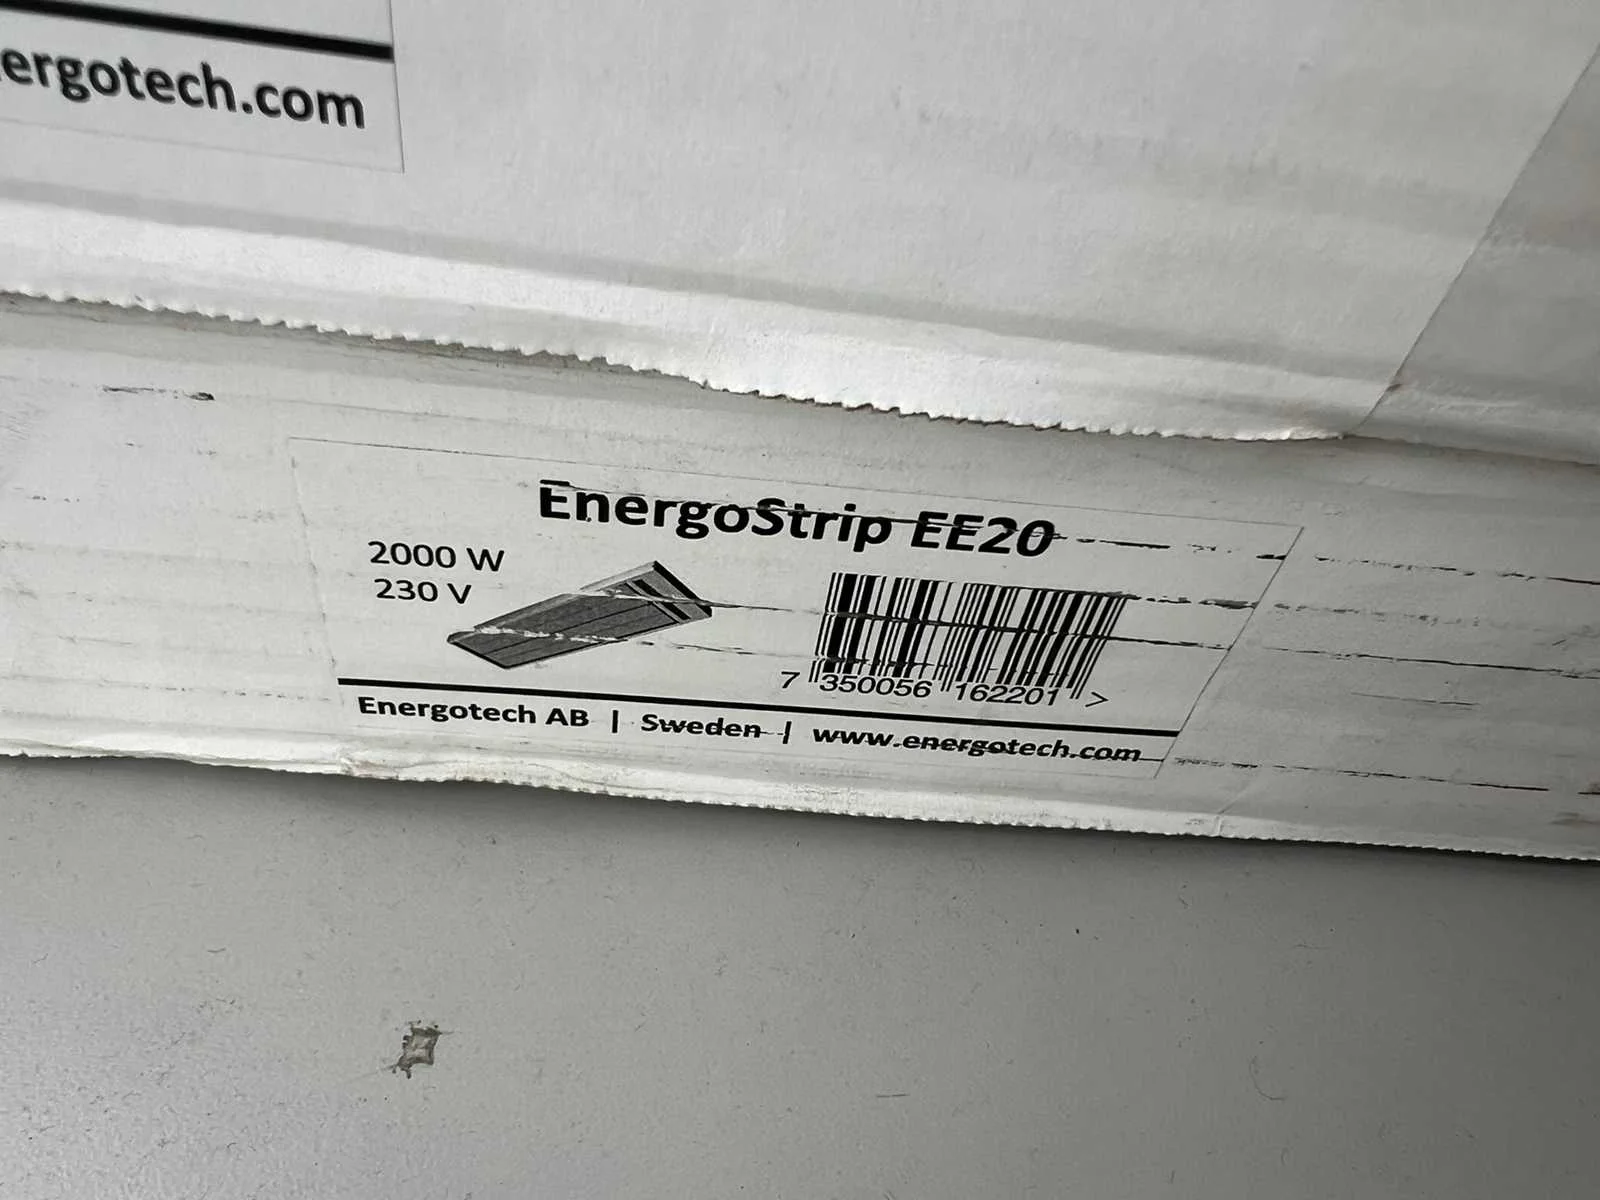 ergotech.com
EnergoStrip EE20
2000 W
230 V
7 350056 162201 >
Energotech AB | Sweden | www.energotech.com